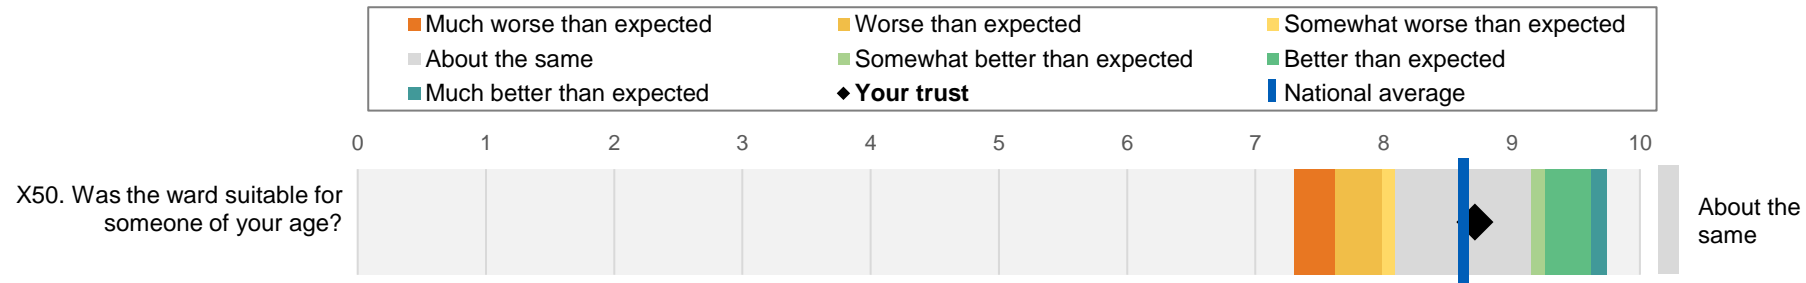 Much worse than expected
Worse than expected
Somewhat worse than expected
About the same
Somewhat better than expected
Better than expected
Much better than expected
Your trust
National average
0 1 2 3 4 5 6 7 8 9 10
X50. Was the ward suitable for
someone of your age?
About the
same